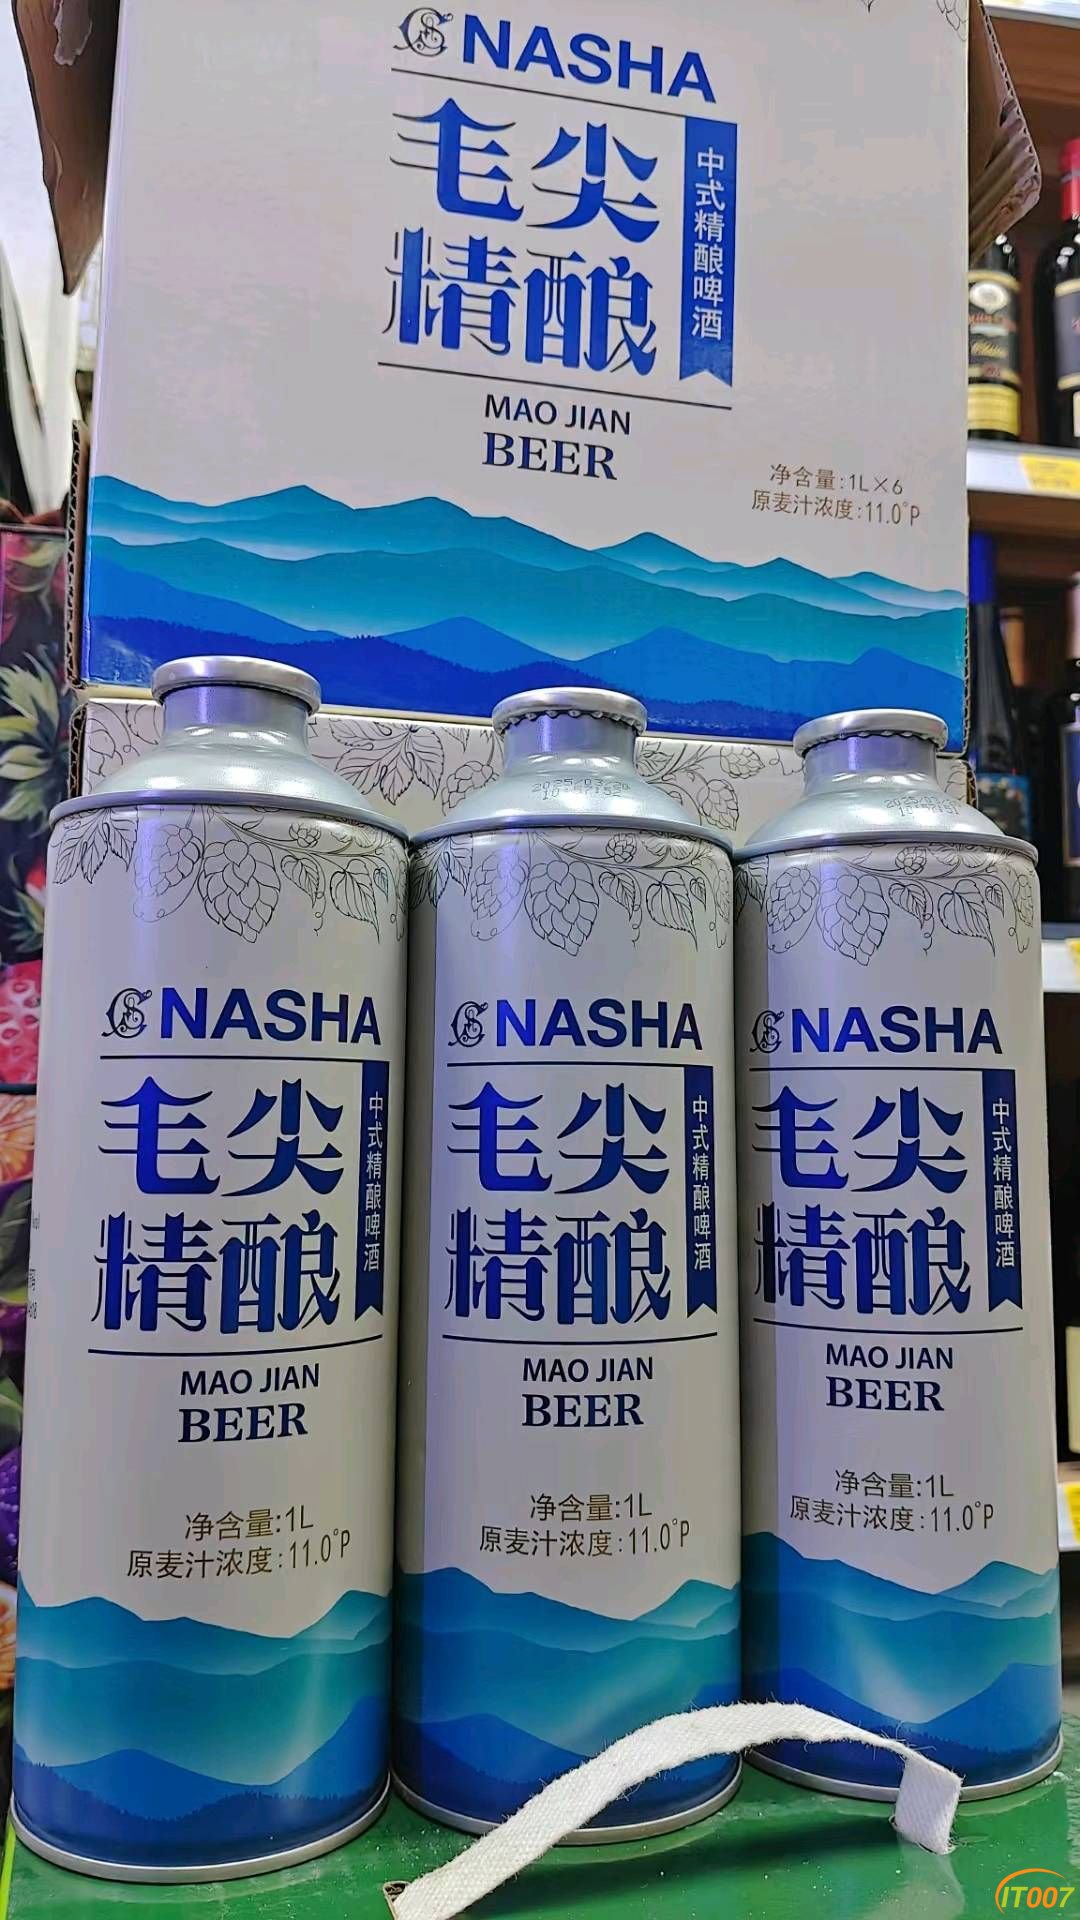 NASHA
毛尖
精酿
中式精酿啤酒
MAO JIAN
BEER
净含量:1L×6
原麦汁浓度:11.0°P
NASHA
毛尖
精酿
中式精酿啤酒
MAO JIAN
BEER
净含量:1L
原麦汁浓度:11.0°P
NASHA
毛尖
精酿
中式精酿啤酒
MAO JIAN
BEER
净含量:1L
原麦汁浓度:11.0°P
NASHA
毛尖
精酿
中式精酿啤酒
MAO JIAN
BEER
净含量:1L
原麦汁浓度:11.0°P
IT007